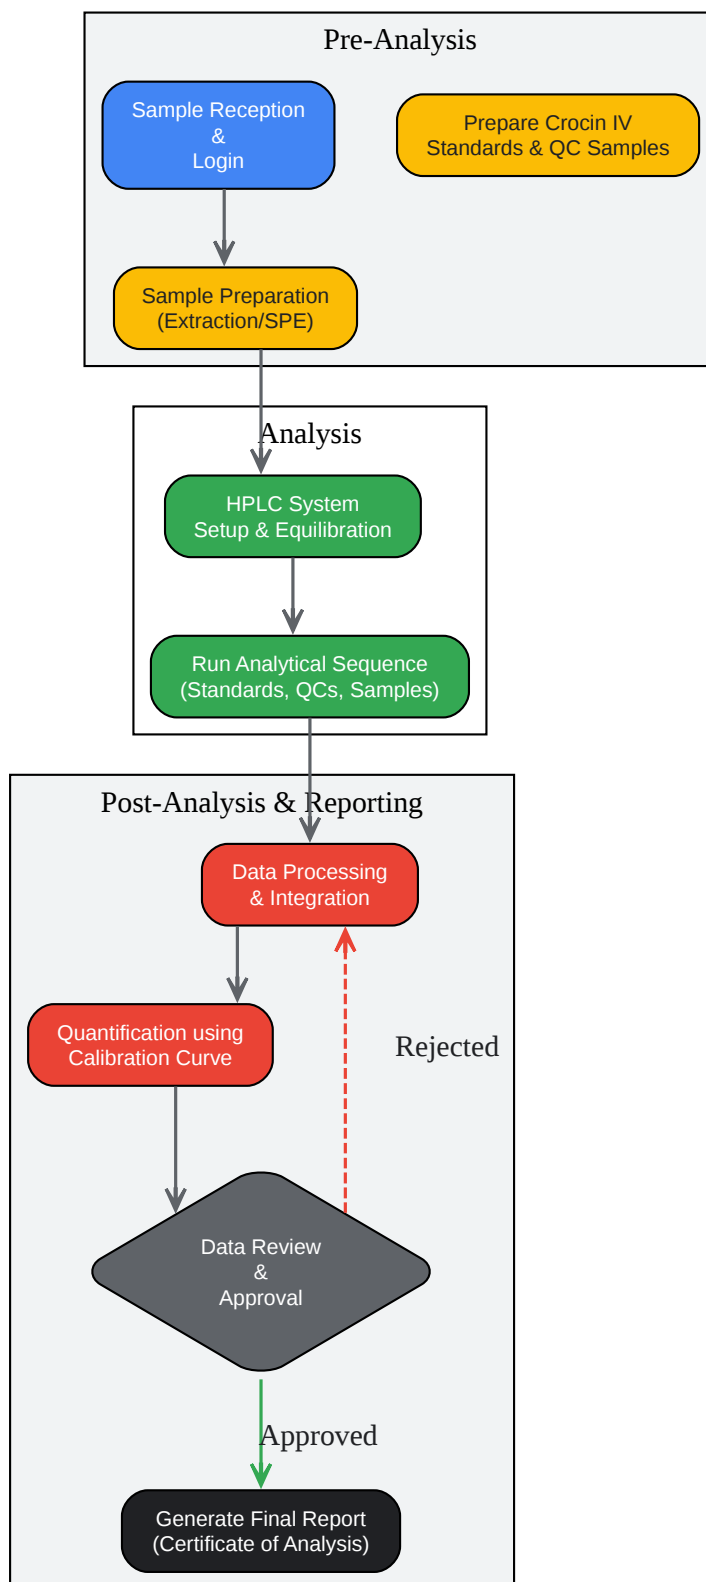 Pre-Analysis
Sample Reception
&
Login
Prepare Crocin IV
Standards & QC Samples
Sample Preparation
(Extraction/SPE)
Analysis
HPLC System
Setup & Equilibration
Run Analytical Sequence
(Standards, QCs, Samples)
Post-Analysis & Reporting
Data Processing
& Integration
Quantification using
Calibration Curve
Rejected
Data Review
&
Approval
Approved
Generate Final Report
(Certificate of Analysis)